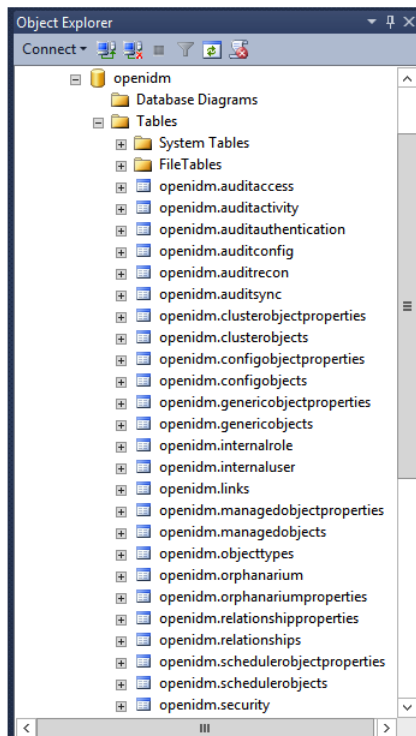 Object Explorer
Connect
openidm
Database Diagrams
Tables
System Tables
FileTables
openidm.auditaccess
openidm.auditactivity
openidm.auditauthentication
openidm.auditconfig
openidm.auditrecon
openidm.auditsync
openidm.clusterobjectproperties
openidm.clusterobjects
openidm.configobjectproperties
openidm.configobjects
openidm.genericobjectproperties
openidm.genericobjects
openidm.internalrole
openidm.internaluser
openidm.links
openidm.managedobjectproperties
openidm.managedobjects
openidm.objecttypes
openidm.orphanarium
openidm.orphanariumproperties
openidm.relationshipproperties
openidm.relationships
openidm.schedulerobjectproperties
openidm.schedulerobjects
openidm.security